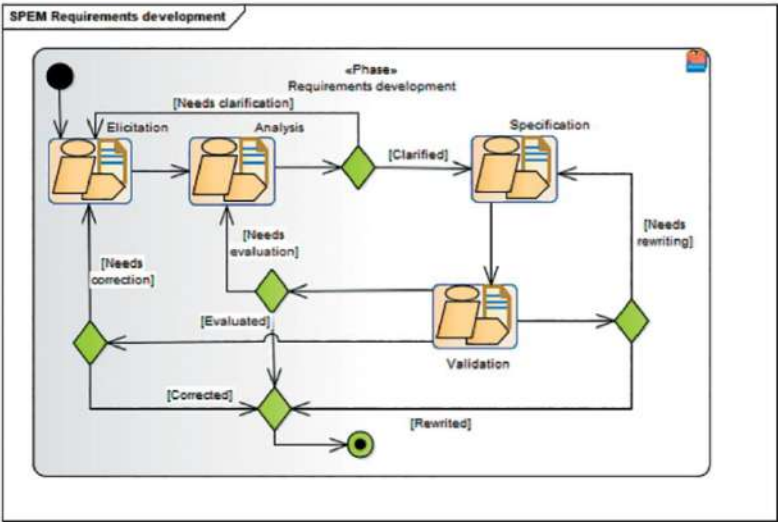 SPEM Requirements development
«Phase»
Requirements development
[Needs clarification]
Elicitation
Analysis
Specification
[Clarified]
[Needs
rewriting]
[Needs
evaluation]
[Needs
correction]
[Evaluated]
Validation
[Corrected]
[Rewrited]